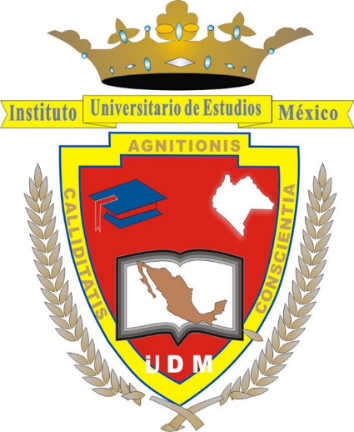 Instituto Universitario de Estudios México
AGNITIONIS
CALLIDITATIS
CONSCIENTIA
UDM